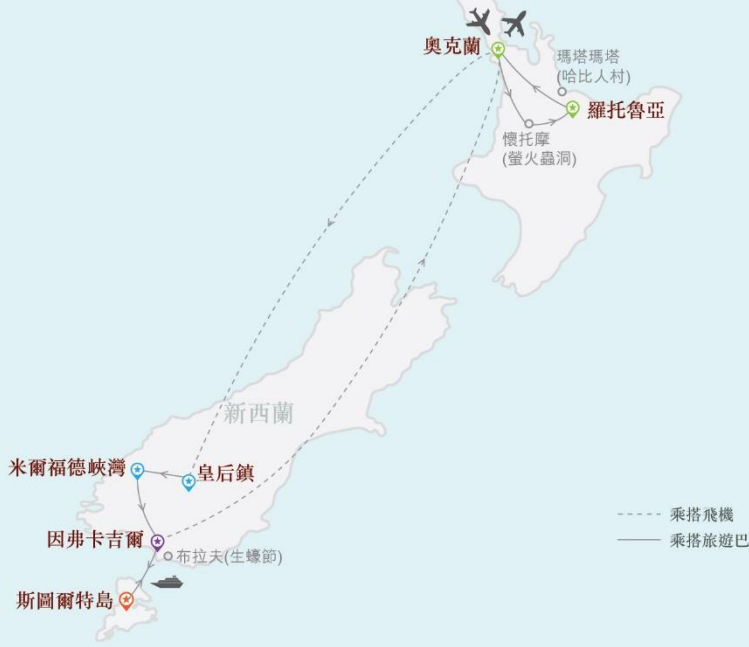 奧克蘭
瑪塔瑪塔
(哈比人村)
羅托魯亞
懷托摩
(螢火蟲洞)
新西蘭
米爾福德峽灣
皇后鎮
因弗卡吉爾
布拉夫(生蠔節)
斯圖爾特島
乘搭飛機
乘搭旅遊巴